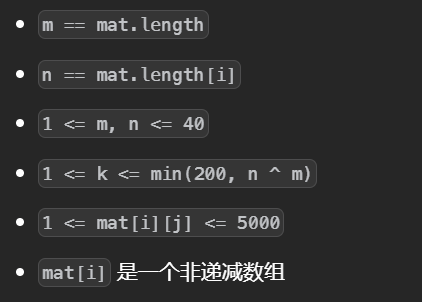 m == mat.length
n == mat.length[i]
1 <= m, n <= 40
1 <= k <= min(200, n ^ m)
1 <= mat[i][j] <= 5000
mat[i] 是一个非递减数组